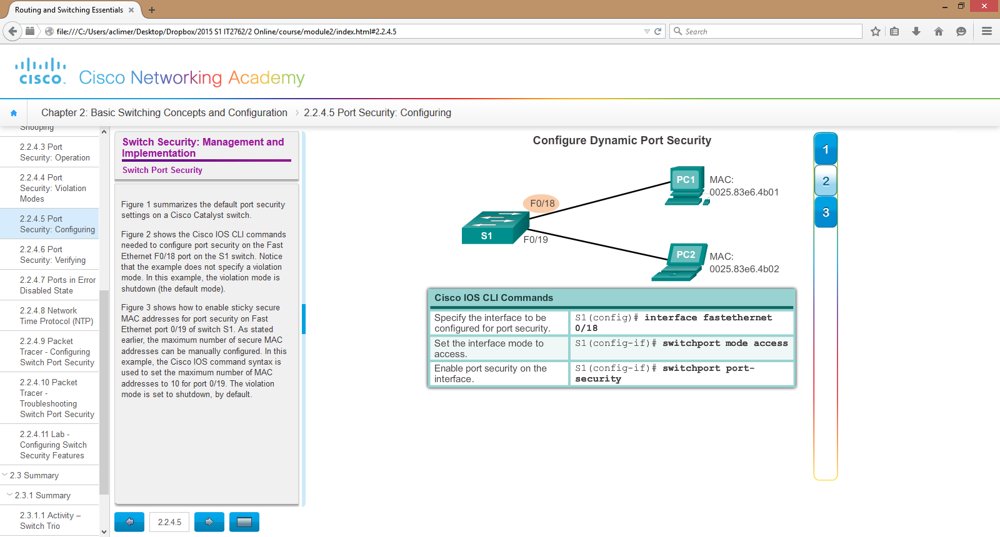 Routing and Switching Essentials
file:///C:/Users/aclimer/Desktop/Dropbox/2015 S1 IT2762/2 Online/course/module2/index.html#2.2.4.5
Search
CISCO.
Cisco Networking Academy
Chapter 2: Basic Switching Concepts and Configuration
2.2.4.5 Port Security: Configuring
Snooping
2.2.4.3 Port
Security: Operation
2.2.4.4 Port
Security: Violation
Modes
2.2.4.5 Port
Security: Configuring
2.2.4.6 Port
Security: Verifying
2.2.4.7 Ports in Error
Disabled State
2.2.4.8 Network
Time Protocol (NTP)
2.2.4.9 Packet
Tracer - Configuring
Switch Port Security
2.2.4.10 Packet
Tracer -
Troubleshooting
Switch Port Security
2.2.4.11 Lab -
Configuring Switch
Security Features
2.3 Summary
2.3.1 Summary
2.3.1.1 Activity –
Switch Trio
Switch Security: Management and
Implementation
Switch Port Security
Figure 1 summarizes the default port security
settings on a Cisco Catalyst switch.
Figure 2 shows the Cisco IOS CLI commands
needed to configure port security on the Fast
Ethernet F0/18 port on the S1 switch. Notice
that the example does not specify a violation
mode. In this example, the violation mode is
shutdown (the default mode).
Figure 3 shows how to enable sticky secure
MAC addresses for port security on Fast
Ethernet port 0/19 of switch S1. As stated
earlier, the maximum number of secure MAC
addresses can be manually configured. In this
example, the Cisco IOS command syntax is
used to set the maximum number of MAC
addresses to 10 for port 0/19. The violation
mode is set to shutdown, by default.
2.2.4.5
Configure Dynamic Port Security
PC1
MAC:
0025.83e6.4b01
F0/18
S1
F0/19
PC2
MAC:
0025.83e6.4b02
Cisco IOS CLI Commands
Specify the interface to be
configured for port security.
S1(config)# interface fastethernet
0/18
Set the interface mode to
access.
S1(config-if)# switchport mode access
Enable port security on the
interface.
S1(config-if)# switchport port-
security
1
2
3